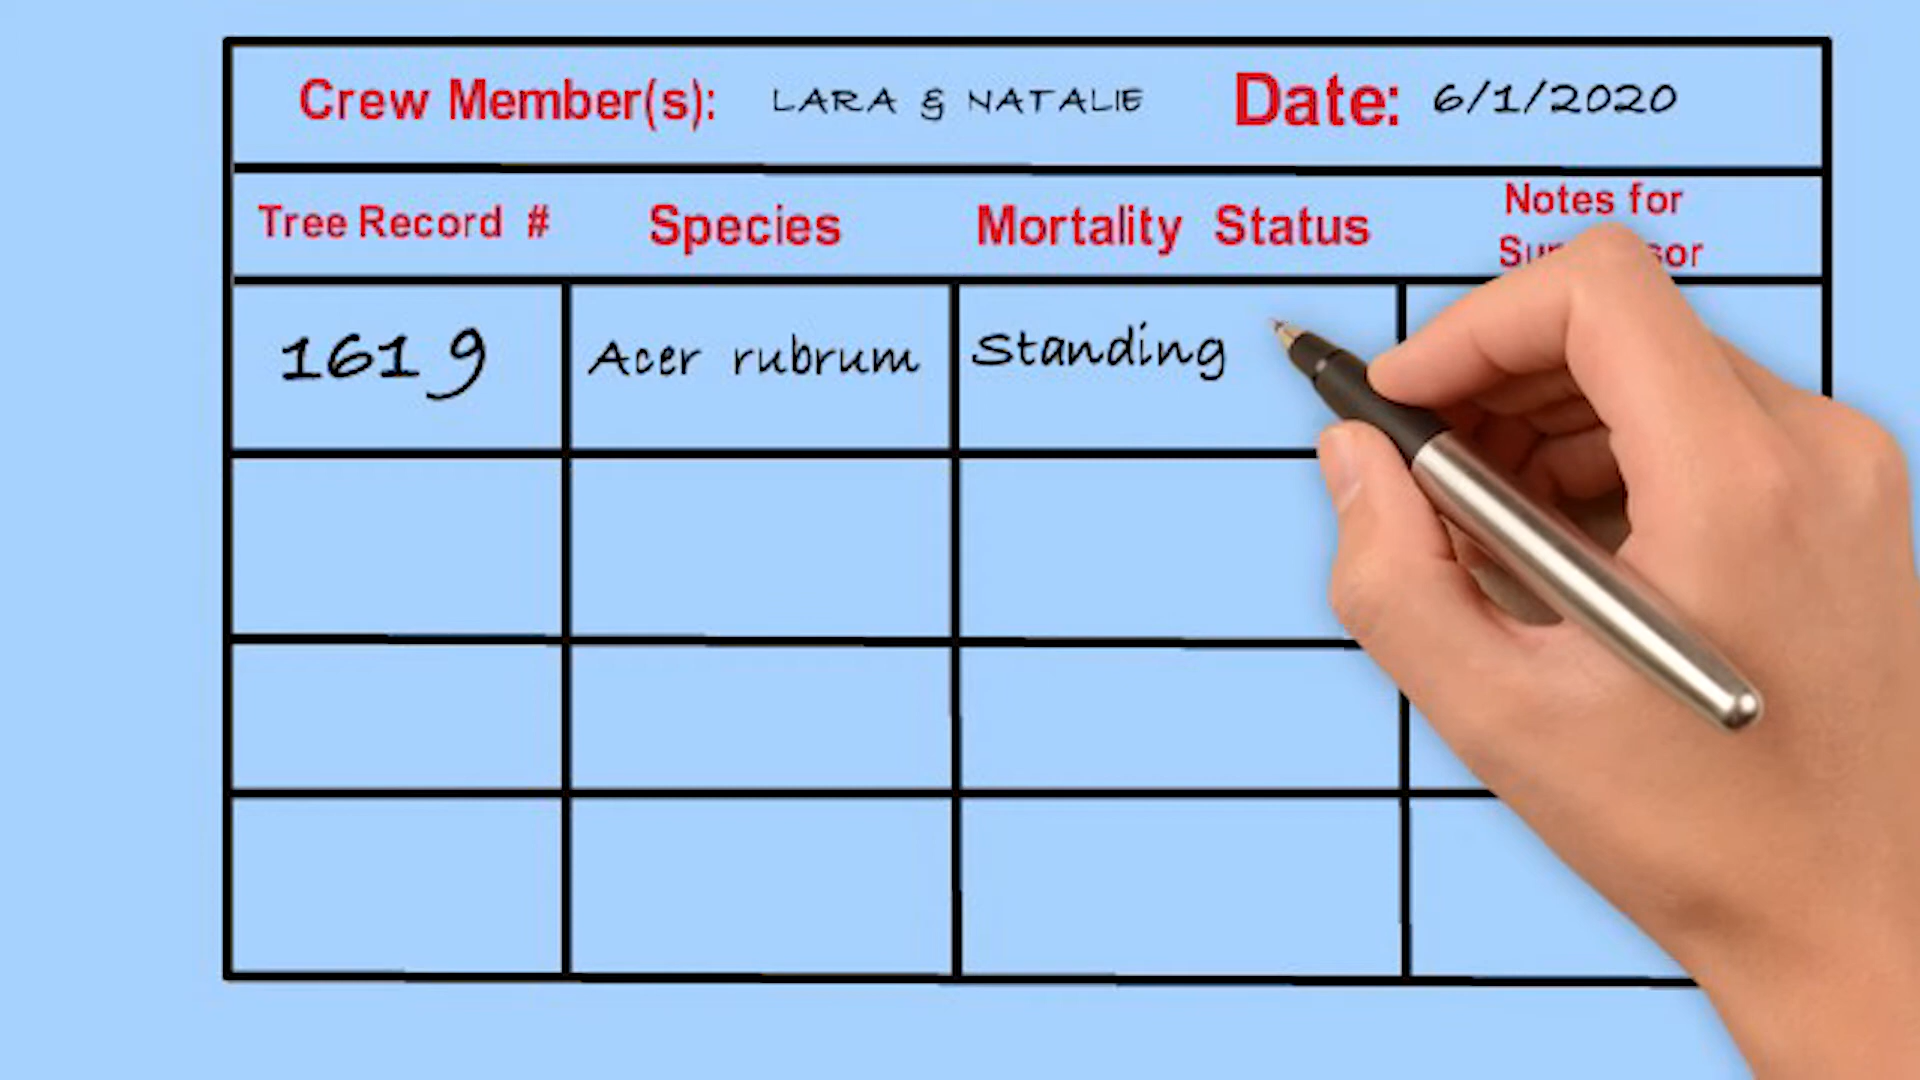 Crew Member(s): LARA & NATALIE Date: 6/1/2020
Tree Record # Species Mortality Status Notes for
1619 Acer rubrum Standing